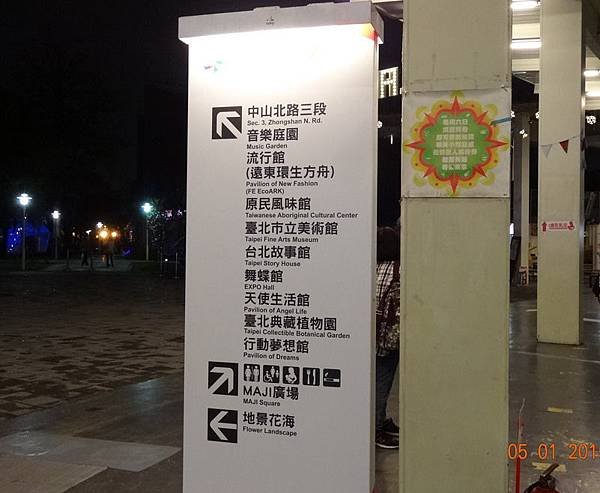 中山北路三段
Sec. 3, Zhongshan N. Rd.
音樂庭園
Music Garden
流行館
(遠東環生方舟)
Pavilion of New Fashion
(FE EcoARK)
原民風味館
Taiwanese Aboriginal Cultural Center
臺北市立美術館
Taipei Fine Arts Museum
台北故事館
Taipei Story House
舞蝶館
EXPO Hall
天使生活館
Pavilion of Angel Life
臺北典藏植物園
Taipei Collectible Botanical Garden
行動夢想館
Pavilion of Dreams
MAJI廣場
MAJI Square
地景花海
Flower Landscape
05 01 201